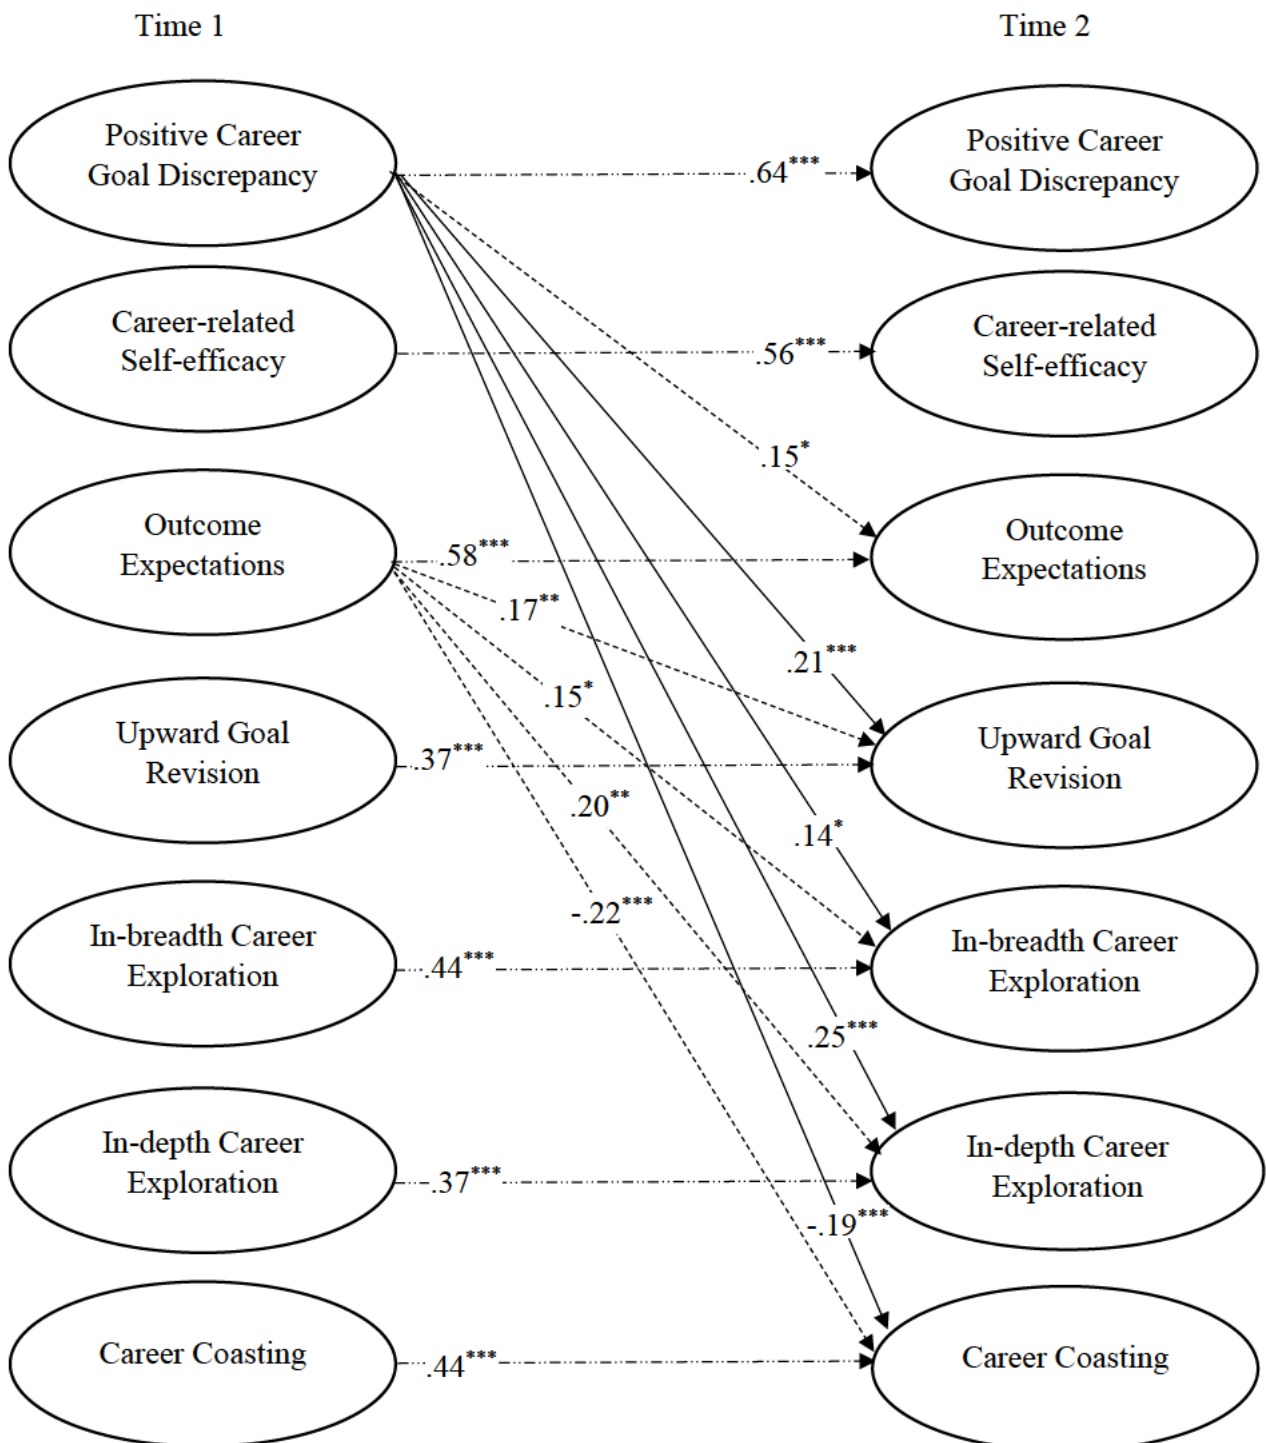 Time 1
Time 2
Positive Career
Goal Discrepancy
.64***
Positive Career
Goal Discrepancy
Career-related
Self-efficacy
.56***
Career-related
Self-efficacy
.15*
Outcome
Expectations
.58***
Outcome
Expectations
.17**
.21***
.15*
Upward Goal
Revision
.37***
Upward Goal
Revision
.20**
.14*
-.22***
In-breadth Career
Exploration
.44***
In-breadth Career
Exploration
.25***
In-depth Career
Exploration
.37***
In-depth Career
Exploration
-.19***
Career Coasting
.44***
Career Coasting